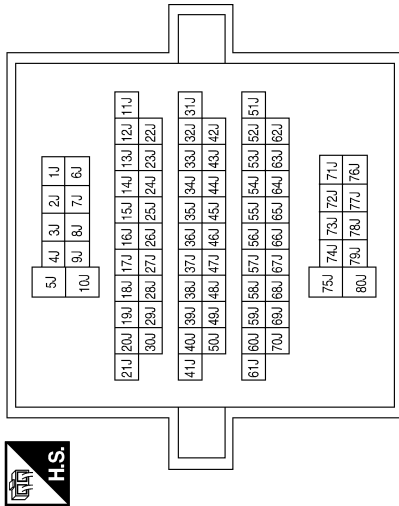 H.S.
5J 4J 3J 2J 1J
10J 9J 8J 7J 6J
21J 20J 19J 18J 17J 16J 15J 14J 13J 12J 11J
30J 29J 28J 27J 26J 25J 24J 23J 22J
41J 40J 39J 38J 37J 36J 35J 34J 33J 32J 31J
50J 49J 48J 47J 46J 45J 44J 43J 42J
61J 60J 59J 58J 57J 56J 55J 54J 53J 52J 51J
70J 69J 68J 67J 66J 65J 64J 63J 62J
75J 74J 73J 72J 71J
80J 79J 78J 77J 76J